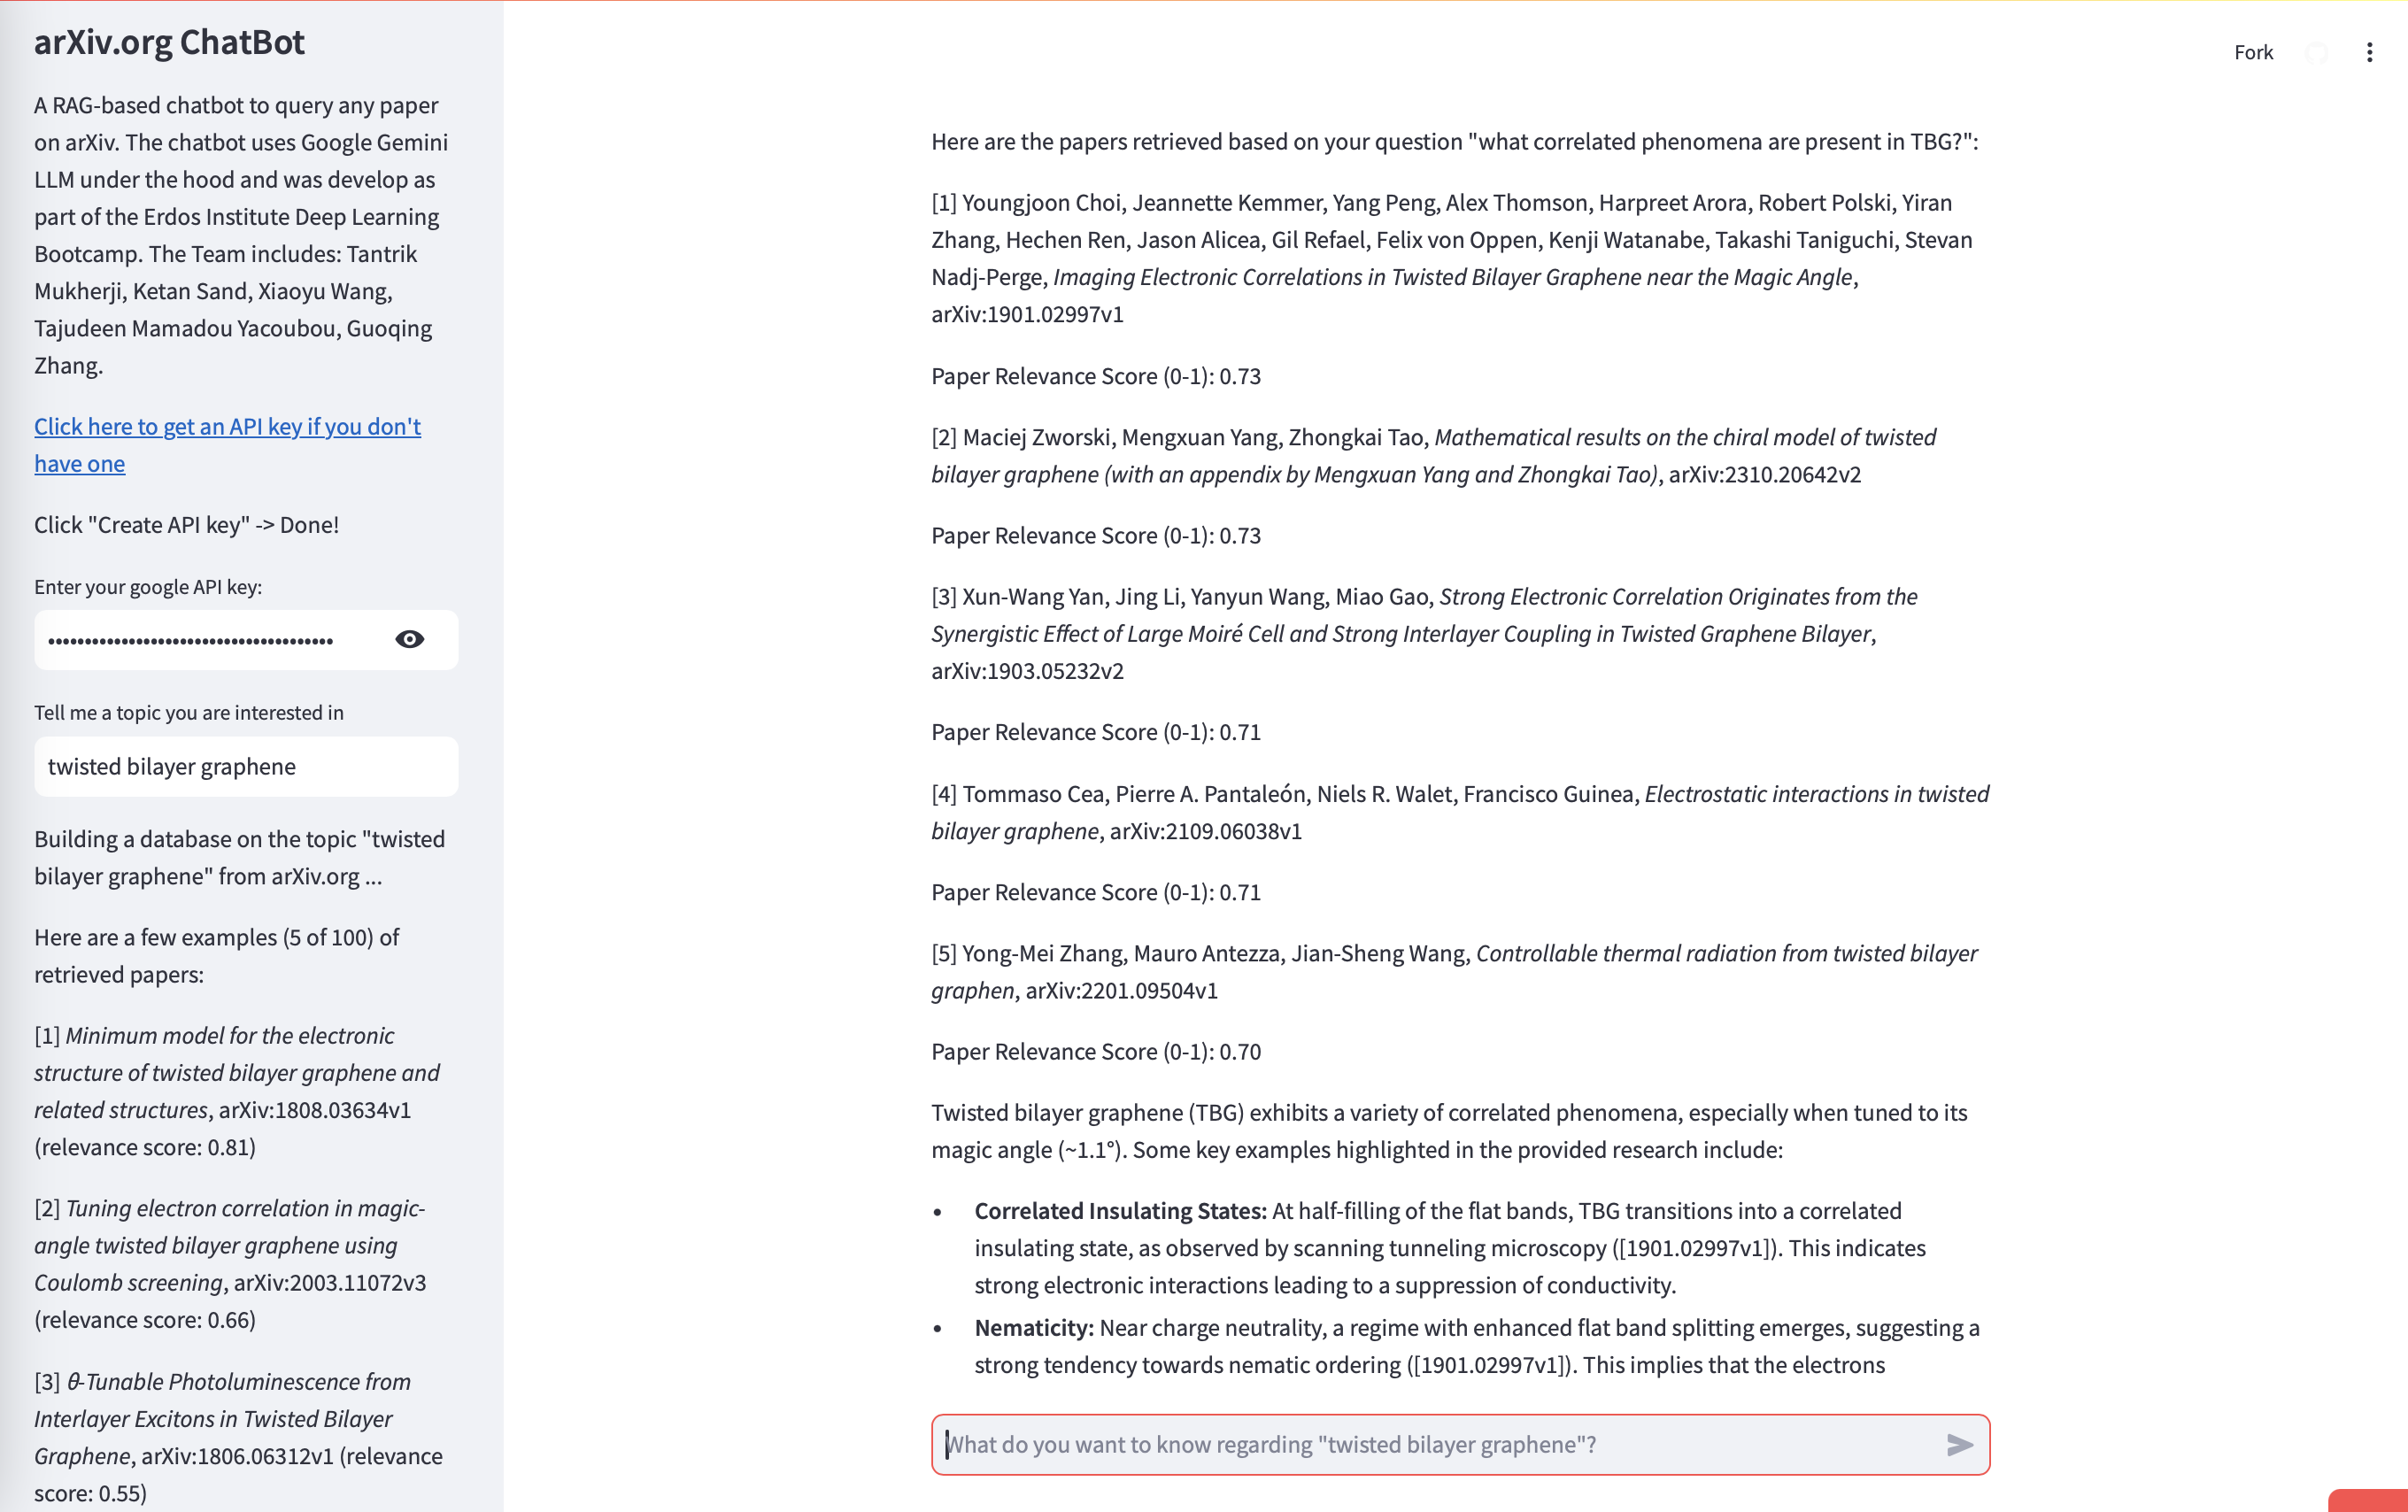 arXiv.org ChatBot
A RAG-based chatbot to query any paper
on arXiv. The chatbot uses Google Gemini
LLM under the hood and was develop as
part of the Erdos Institute Deep Learning
Bootcamp. The Team includes: Tantrik
Mukherji, Ketan Sand, Xiaoyu Wang,
Tajudeen Mamadou Yacoubou, Guoqing
Zhang.
Click here to get an API key if you don't
have one
Click "Create API key" -> Done!
Enter your google API key:
•••••••••••••••••••••••••••••••••••••••
Tell me a topic you are interested in
twisted bilayer graphene
Building a database on the topic "twisted
bilayer graphene" from arXiv.org ...
Here are a few examples (5 of 100) of
retrieved papers:
[1] Minimum model for the electronic
structure of twisted bilayer graphene and
related structures, arXiv:1808.03634v1
(relevance score: 0.81)
[2] Tuning electron correlation in magic-
angle twisted bilayer graphene using
Coulomb screening, arXiv:2003.11072v3
(relevance score: 0.66)
[3] θ-Tunable Photoluminescence from
Interlayer Excitons in Twisted Bilayer
Graphene, arXiv:1806.06312v1 (relevance
score: 0.55)
Fork
Here are the papers retrieved based on your question "what correlated phenomena are present in TBG?":
[1] Youngjoon Choi, Jeannette Kemmer, Yang Peng, Alex Thomson, Harpreet Arora, Robert Polski, Yiran
Zhang, Hechen Ren, Jason Alicea, Gil Refael, Felix von Oppen, Kenji Watanabe, Takashi Taniguchi, Stevan
Nadj-Perge, Imaging Electronic Correlations in Twisted Bilayer Graphene near the Magic Angle,
arXiv:1901.02997v1
Paper Relevance Score (0-1): 0.73
[2] Maciej Zworski, Mengxuan Yang, Zhongkai Tao, Mathematical results on the chiral model of twisted
bilayer graphene (with an appendix by Mengxuan Yang and Zhongkai Tao), arXiv:2310.20642v2
Paper Relevance Score (0-1): 0.73
[3] Xun-Wang Yan, Jing Li, Yanyun Wang, Miao Gao, Strong Electronic Correlation Originates from the
Synergistic Effect of Large Moiré Cell and Strong Interlayer Coupling in Twisted Graphene Bilayer,
arXiv:1903.05232v2
Paper Relevance Score (0-1): 0.71
[4] Tommaso Cea, Pierre A. Pantaleón, Niels R. Walet, Francisco Guinea, Electrostatic interactions in twisted
bilayer graphene, arXiv:2109.06038v1
Paper Relevance Score (0-1): 0.71
[5] Yong-Mei Zhang, Mauro Antezza, Jian-Sheng Wang, Controllable thermal radiation from twisted bilayer
graphen, arXiv:2201.09504v1
Paper Relevance Score (0-1): 0.70
Twisted bilayer graphene (TBG) exhibits a variety of correlated phenomena, especially when tuned to its
magic angle (~1.1°). Some key examples highlighted in the provided research include:
• Correlated Insulating States: At half-filling of the flat bands, TBG transitions into a correlated
insulating state, as observed by scanning tunneling microscopy ([1901.02997v1]). This indicates
strong electronic interactions leading to a suppression of conductivity.
• Nematicity: Near charge neutrality, a regime with enhanced flat band splitting emerges, suggesting a
strong tendency towards nematic ordering ([1901.02997v1]). This implies that the electrons
What do you want to know regarding "twisted bilayer graphene"?